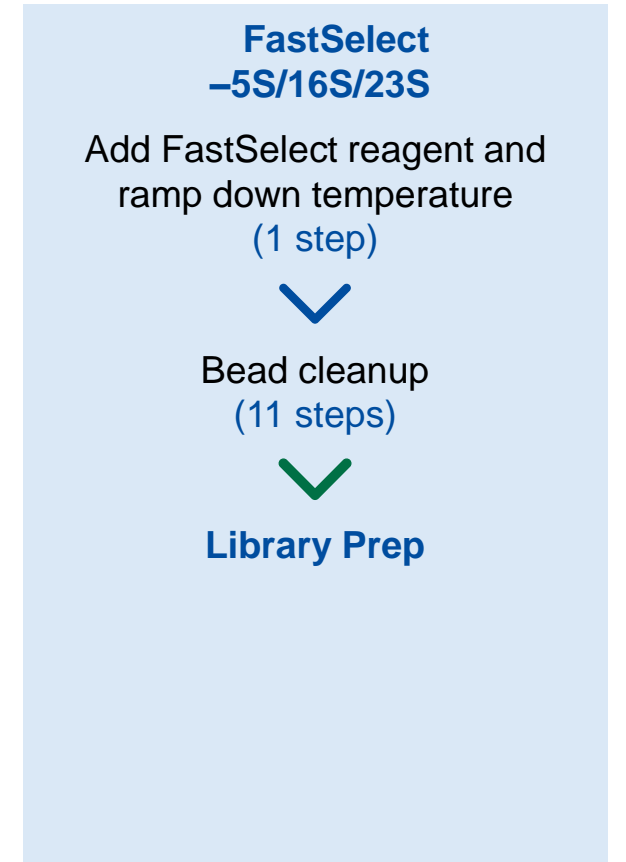 FastSelect
–5S/16S/23S
Add FastSelect reagent and
ramp down temperature
(1 step)
Bead cleanup
(11 steps)
Library Prep